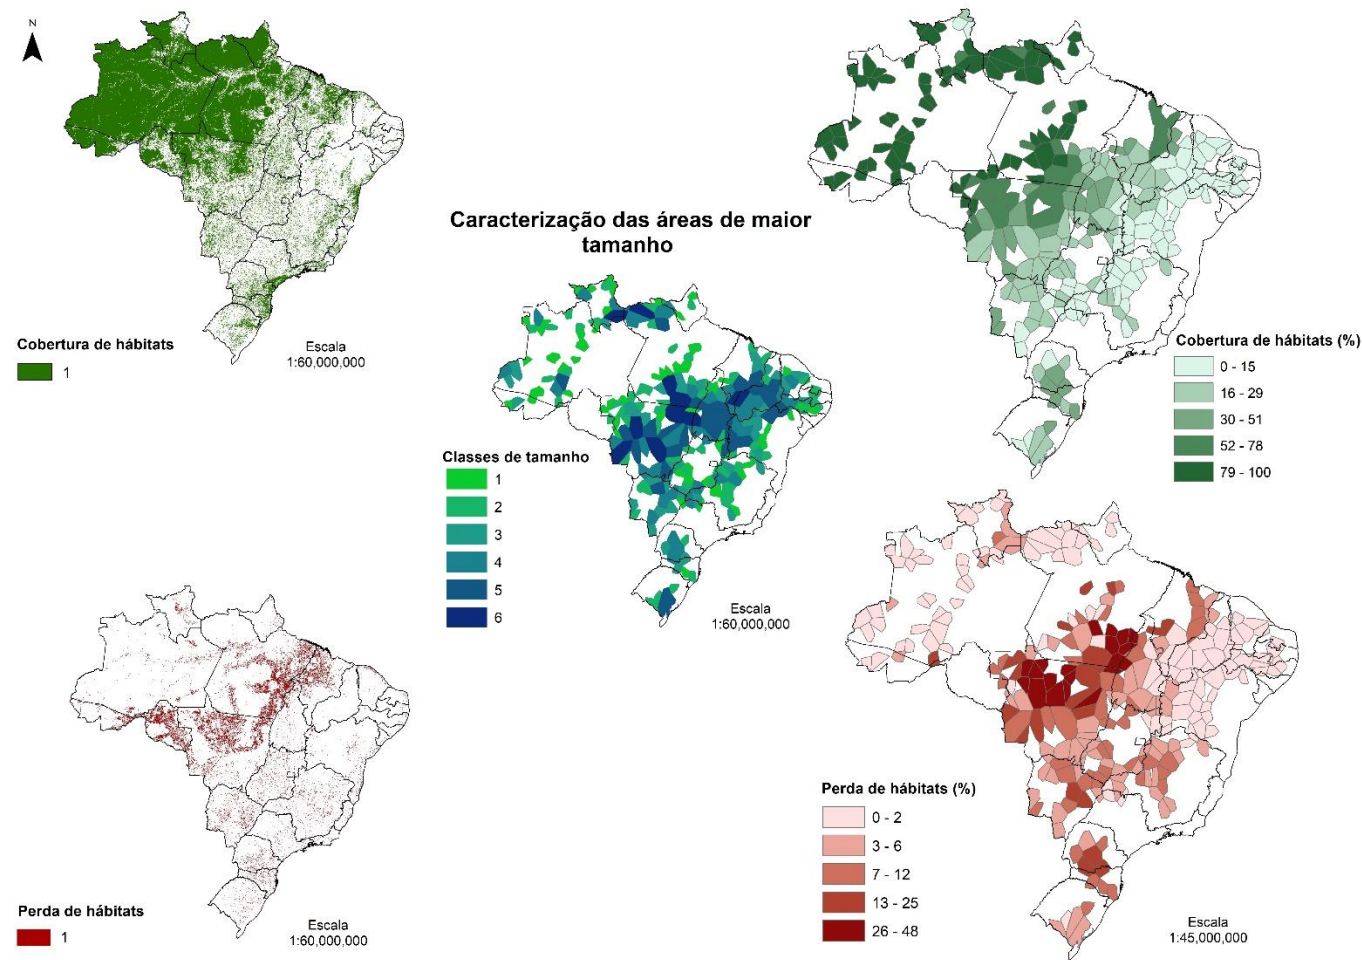 N
Cobertura de hábitats
1
Escala
1:60,000,000
Caracterização das áreas de maior
tamanho
Classes de tamanho
1
2
3
4
5
6
Escala
1:60,000,000
Cobertura de hábitats (%)
0 - 15
16 - 29
30 - 51
52 - 78
79 - 100
Perda de hábitats
1
Escala
1:60,000,000
Perda de hábitats (%)
0 - 2
3 - 6
7 - 12
13 - 25
26 - 48
Escala
1:45,000,000